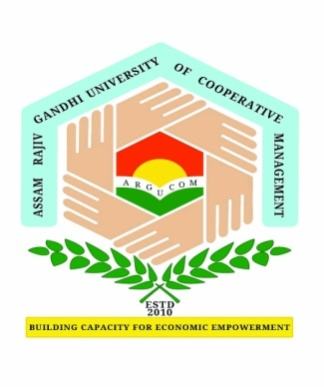 ASSAM RAJIV GANDHI UNIVERSITY OF COOPERATIVE MANAGEMENT
ARGUCOM
ESTD
2010
BUILDING CAPACITY FOR ECONOMIC EMPOWERMENT